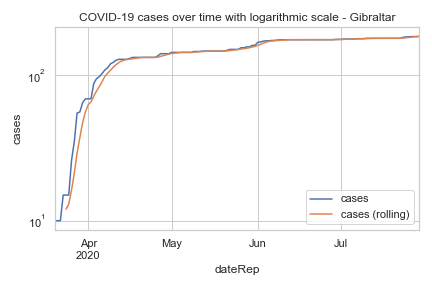 COVID-19 cases over time with logarithmic scale - Gibraltar
cases
10²
10¹
cases
cases (rolling)
Apr
2020
May
Jun
Jul
dateRep